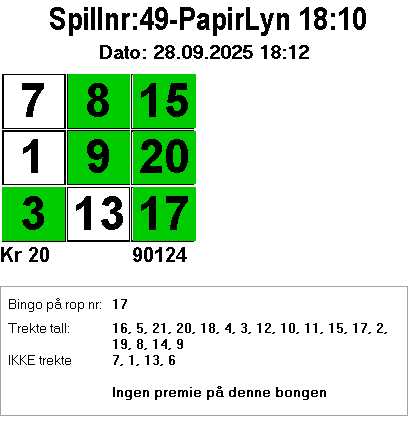 Spillnr:49-PapirLyn 18:10
Dato: 28.09.2025 18:12
7 8 15
1 9 20
3 13 17
Kr 20 90124
Bingo på rop nr: 17
Trekte tall: 16, 5, 21, 20, 18, 4, 3, 12, 10, 11, 15, 17, 2,
19, 8, 14, 9
IKKE trekte 7, 1, 13, 6
Ingen premie på denne bongen